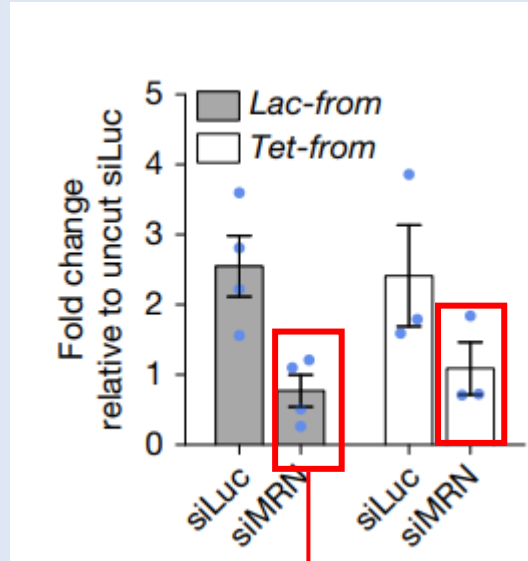 Fold change
relative to uncut siLuc
5
4
3
2
1
0
Lac-from
Tet-from
siLuc
siMRN
siLuc
siMRN